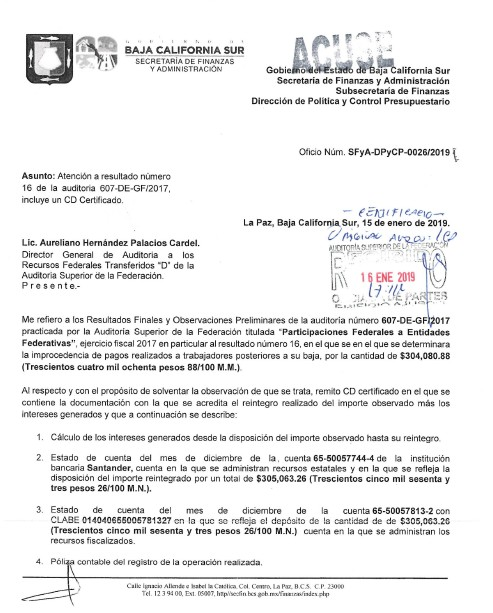 GOBIERNO DE
BAJA CALIFORNIA SUR
SECRETARÍA DE FINANZAS
Y ADMINISTRACIÓN
ACUSE
Gobierno del Estado de Baja California Sur
Secretaría de Finanzas y Administración
Subsecretaría de Finanzas
Dirección de Política y Control Presupuestario
Oficio Núm. SFyA-DPyCP-0026/2019
Asunto: Atención a resultado número
16 de la auditoria 607-DE-GF/2017,
incluye un CD Certificado.
La Paz, Baja California Sur, 15 de enero de 2019.
AUDITORÍA SUPERIOR DE LA FEDERACIÓN
16 ENE 2019
DE PARTES
Lic. Aureliano Hernández Palacios Cardel.
Director General de Auditoria a los
Recursos Federales Transferidos "D" de la
Auditoria Superior de la Federación.
P r e s e n t e.-
Me refiero a los Resultados Finales y Observaciones Preliminares de la auditoría número 607-DE-GF/2017
practicada por la Auditoría Superior de la Federación titulada "Participaciones Federales a Entidades
Federativas", ejercicio fiscal 2017 en particular al resultado número 16, en el que se en el que se determinara
la improcedencia de pagos realizados a trabajadores posteriores a su baja, por la cantidad de $304,080.88
(Trescientos cuatro mil ochenta pesos 88/100 M.M.).
Al respecto y con el propósito de solventar la observación de que se trata, remito CD certificado en el que se
contiene la documentación con la que se acredita el reintegro realizado del importe observado más los
intereses generados y que a continuación se describe:
1. Cálculo de los intereses generados desde la disposición del importe observado hasta su reintegro.
2. Estado de cuenta del mes de diciembre de la, cuenta 65-50057744-4 de la institución
bancaria Santander, cuenta en la que se administran recursos estatales y en la que se refleja la
disposición del importe reintegrado por un total de $305,063.26 (Trescientos cinco mil sesenta y
tres pesos 26/100 M.N.).
3. Estado de cuenta del mes de diciembre de la cuenta 65-50057813-2 con
CLABE 014040655005781327 en la que se refleja el depósito de la cantidad de de $305,063.26
(Trescientos cinco mil sesenta y tres pesos 26/100 M.N.) cuenta en la que se administran los
recursos fiscalizados.
4. Póliza contable del registro de la operación realizada.
Calle Ignacio Allende e Isabel la Católica, Col. Centro, La Paz, B.C.S. C.P. 23000
Tel. 12 3 94 00, Ext. 05007, http//secfin.bcs.gob.mx/finanzas/index.php